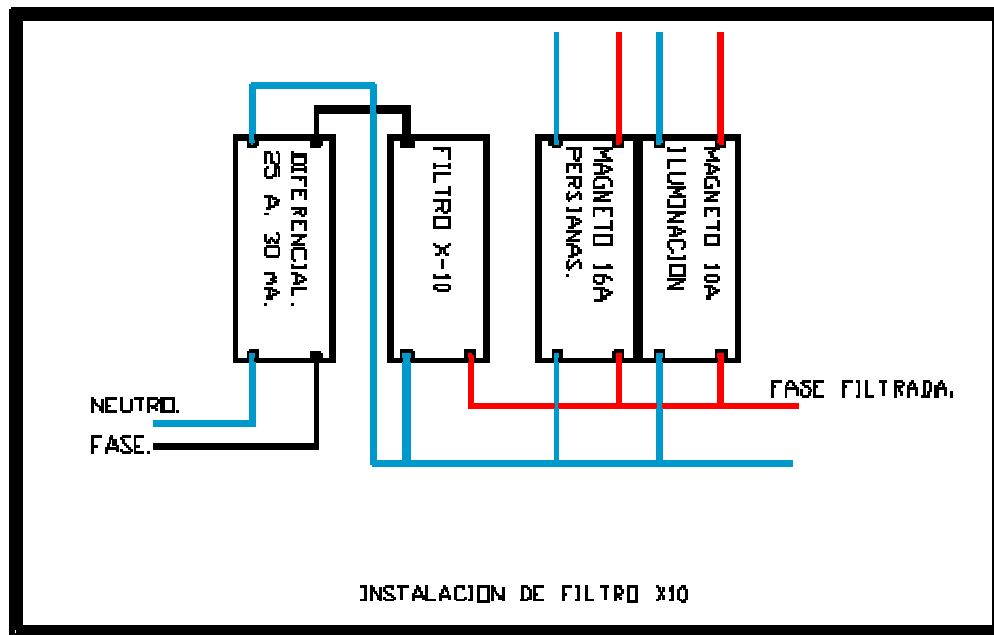 DIFERENCIAL.
25 A. 30 MA.
FILTRO X-10
MAGNETO 16A
PERSIANAS.
MAGNETO 10A
ILUMINACION
NEUTRO.
FASE.
FASE FILTRADA.
INSTALACION DE FILTRO X10